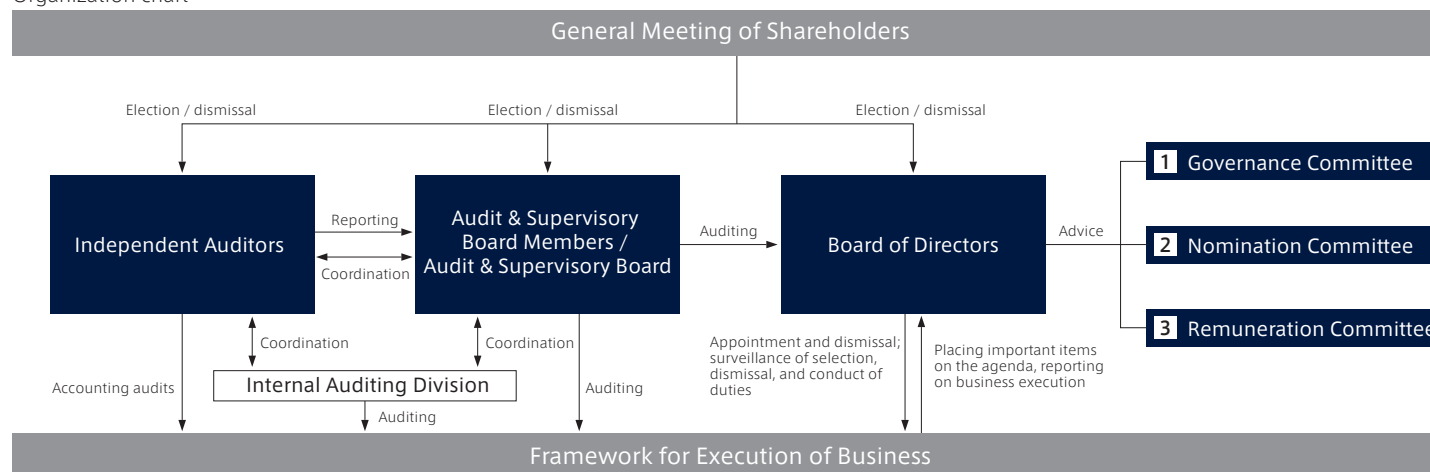 Organization chart
General Meeting of Shareholders
Election / dismissal
Election / dismissal
Election / dismissal
1 Governance Committee
Independent Auditors
Reporting
Coordination
Audit & Supervisory
Board Members /
Audit & Supervisory Board
Auditing
Board of Directors
Advice
2 Nomination Committee
3 Remuneration Committee
Accounting audits
Coordination
Coordination
Internal Auditing Division
Auditing
Auditing
Appointment and dismissal;
surveillance of selection,
dismissal, and conduct of
duties
Placing important items
on the agenda, reporting
on business execution
Framework for Execution of Business